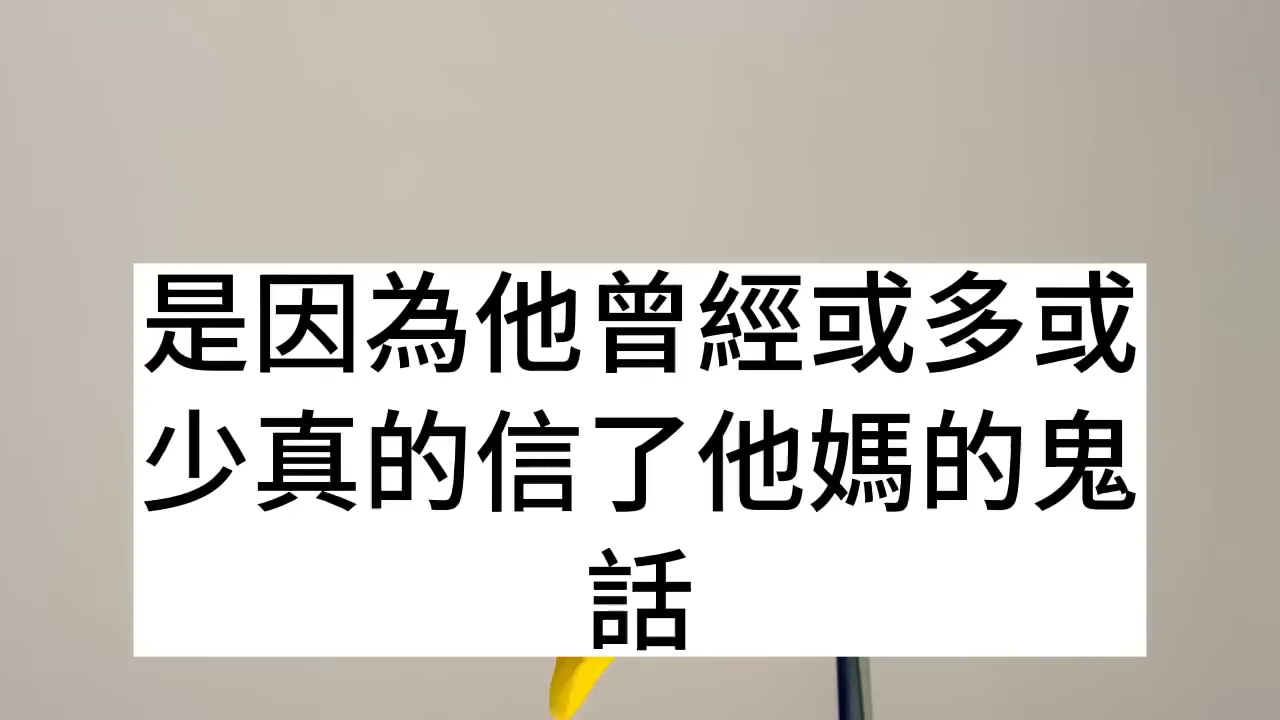 是因為他曾經或多或
少真的信了他媽的鬼
話